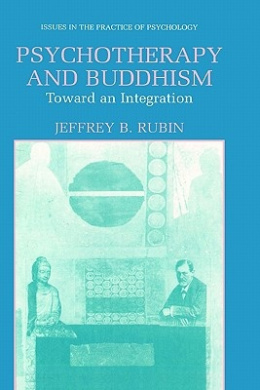 ISSUES IN THE PRACTICE OF PSYCHOLOGY
PSYCHOTHERAPY
AND BUDDHISM
Toward an Integration
JEFFREY B. RUBIN